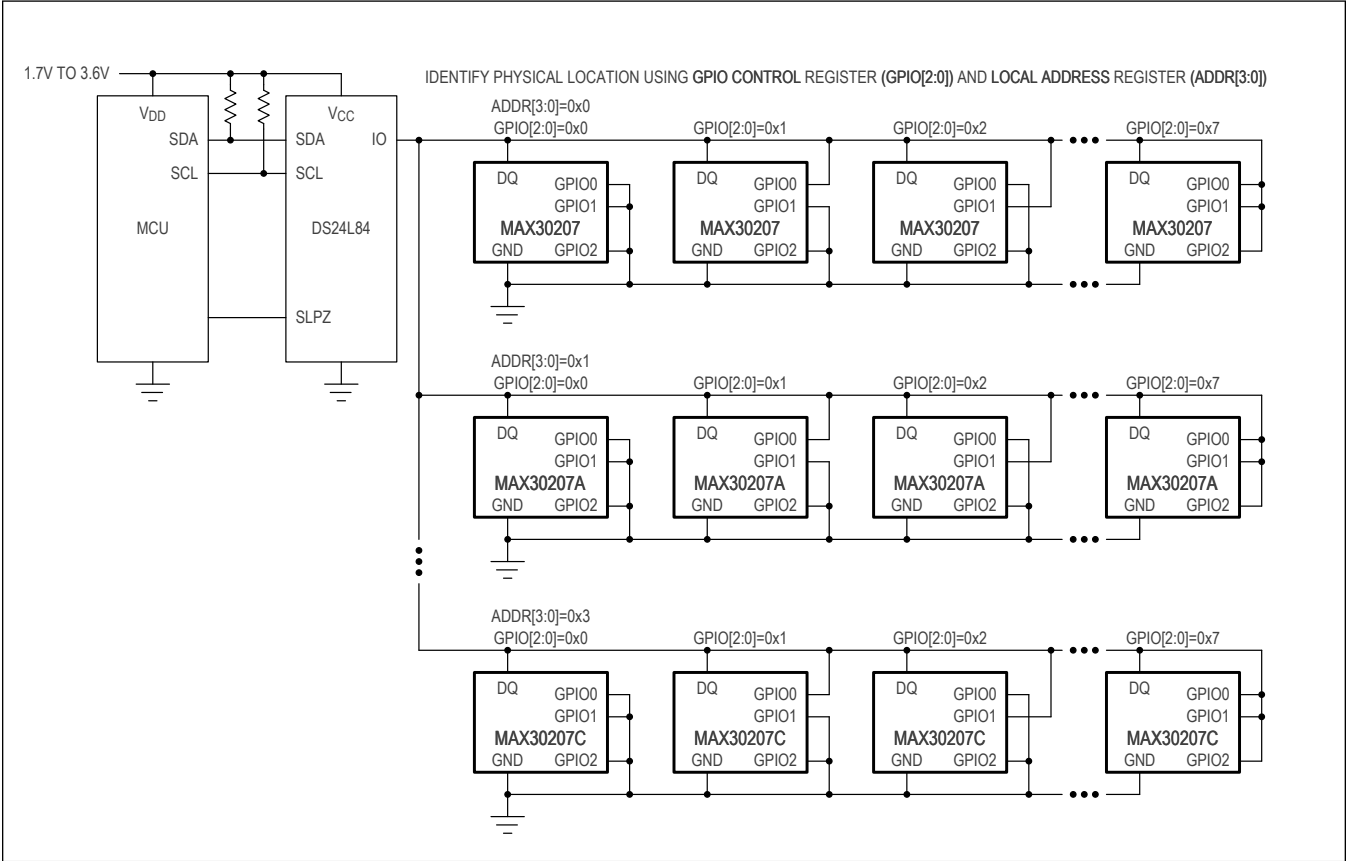 1.7V TO 3.6V
IDENTIFY PHYSICAL LOCATION USING GPIO CONTROL REGISTER (GPIO[2:0]) AND LOCAL ADDRESS REGISTER (ADDR[3:0])
VDD
SDA
SCL
MCU
VCC
SDA
IO
SCL
DS24L84
SLPZ
ADDR[3:0]=0x0
GPIO[2:0]=0x0
GPIO[2:0]=0x1
GPIO[2:0]=0x2
GPIO[2:0]=0x7
DQ
GPIO0
GPIO1
MAX30207
GND
GPIO2
DQ
GPIO0
GPIO1
MAX30207
GND
GPIO2
DQ
GPIO0
GPIO1
MAX30207
GND
GPIO2
DQ
GPIO0
GPIO1
MAX30207
GND
GPIO2
ADDR[3:0]=0x1
GPIO[2:0]=0x0
GPIO[2:0]=0x1
GPIO[2:0]=0x2
GPIO[2:0]=0x7
DQ
GPIO0
GPIO1
MAX30207A
GND
GPIO2
DQ
GPIO0
GPIO1
MAX30207A
GND
GPIO2
DQ
GPIO0
GPIO1
MAX30207A
GND
GPIO2
DQ
GPIO0
GPIO1
MAX30207A
GND
GPIO2
ADDR[3:0]=0x3
GPIO[2:0]=0x0
GPIO[2:0]=0x1
GPIO[2:0]=0x2
GPIO[2:0]=0x7
DQ
GPIO0
GPIO1
MAX30207C
GND
GPIO2
DQ
GPIO0
GPIO1
MAX30207C
GND
GPIO2
DQ
GPIO0
GPIO1
MAX30207C
GND
GPIO2
DQ
GPIO0
GPIO1
MAX30207C
GND
GPIO2